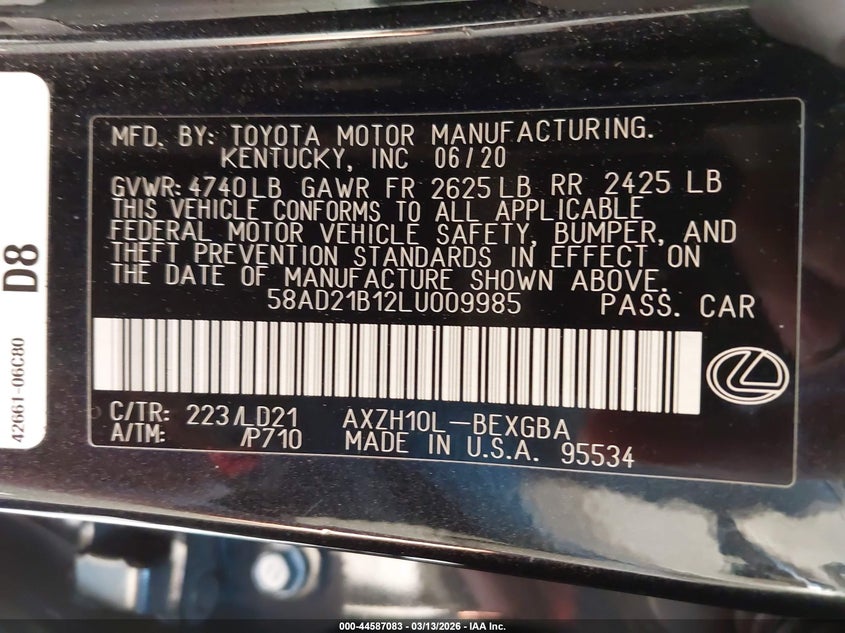 MFD. BY: TOYOTA MOTOR MANUFACTURING.
KENTUCKY, INC 06/20
GVWR: 4740LB GAWR FR 2625LB RR 2425 LB
THIS VEHICLE CONFORMS TO ALL APPLICABLE
FEDERAL MOTOR VEHICLE SAFETY, BUMPER, AND
THEFT PREVENTION STANDARDS IN EFFECT ON
THE DATE OF MANUFACTURE SHOWN ABOVE.
58AD21B12LU009985 PASS. CAR
C/TR: 223/LD21 AXZH10L-BEXGBA
A/TM: /P710 MADE IN U.S.A. 95534
D8
42661-06C80
000-44587083 - 03/13/2026 - IAA Inc.